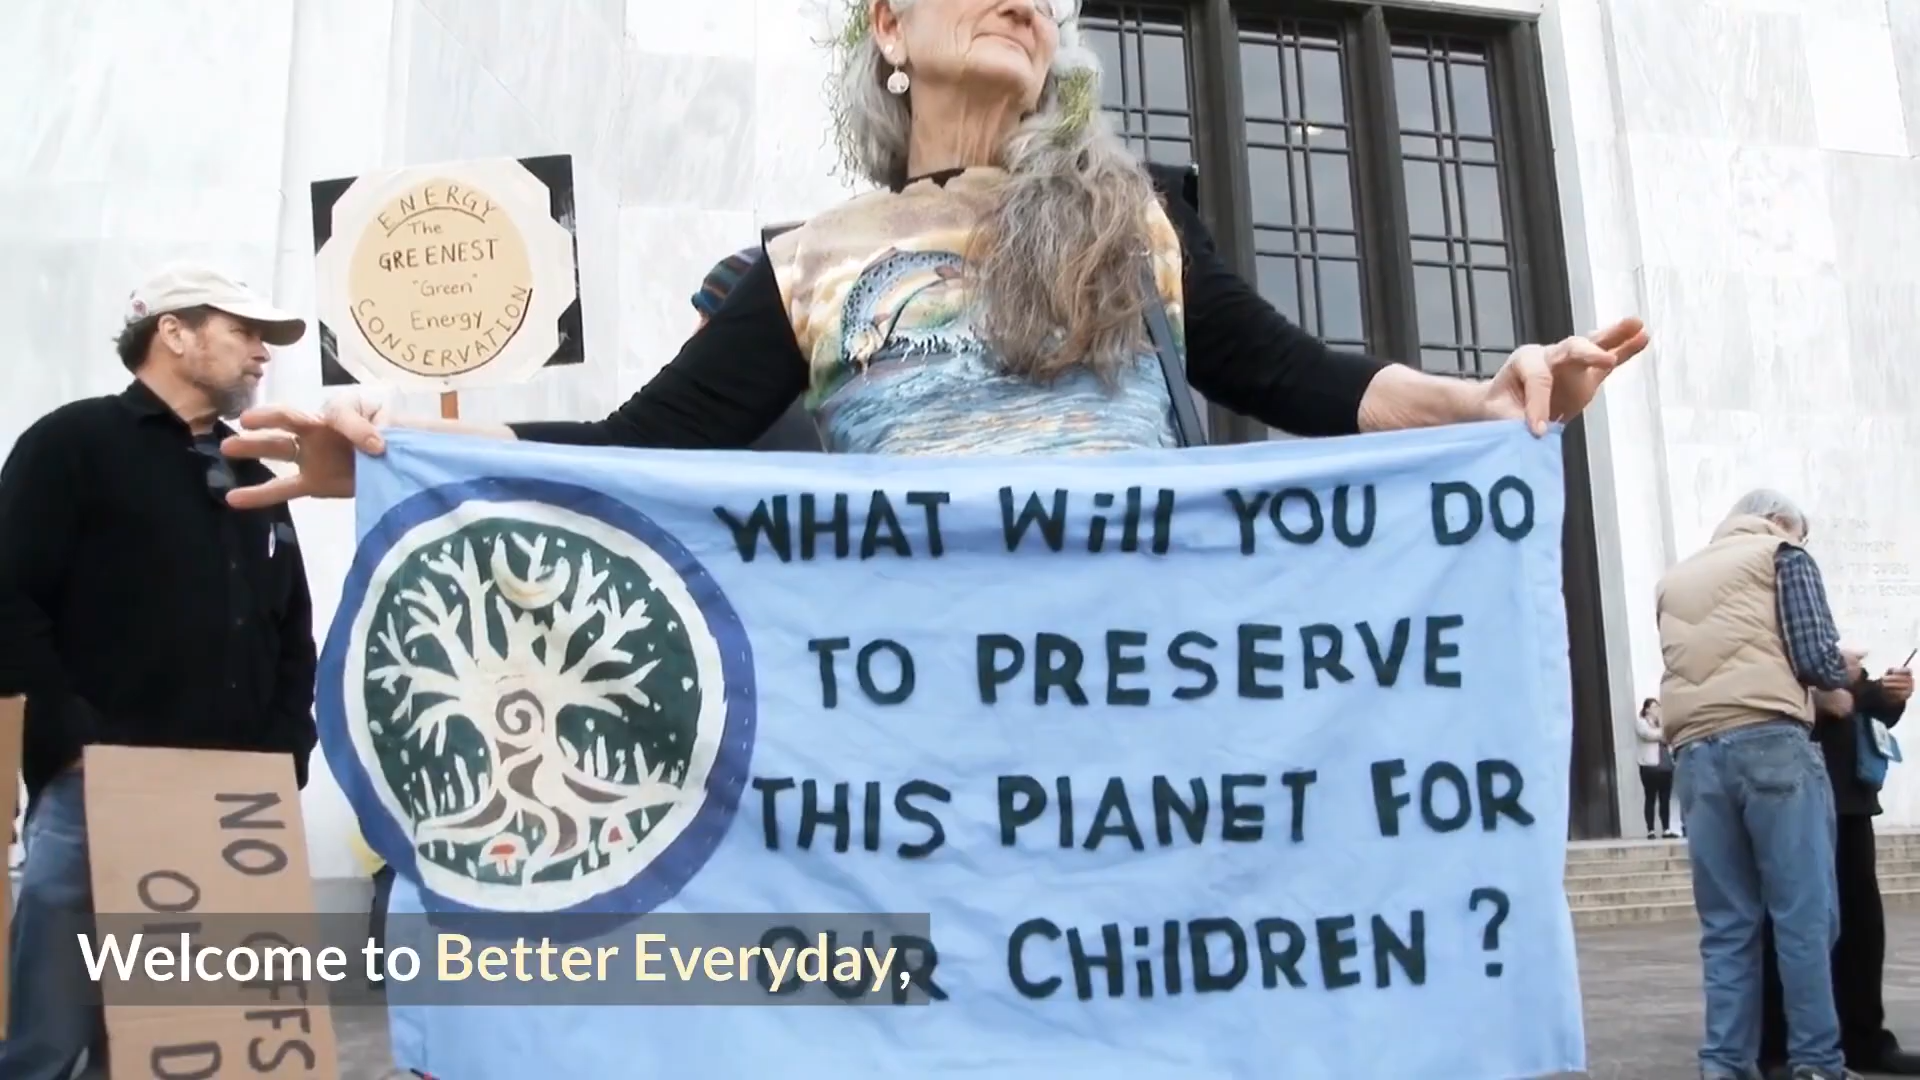 ENERGY
The
GREENEST
"Green"
Energy
CONSERVATION
WHAT Will YOU DO
TO PRESERVE
THIS PlANET FOR
OUR CHilDREN ?
NO
Welcome to Better Everyday,